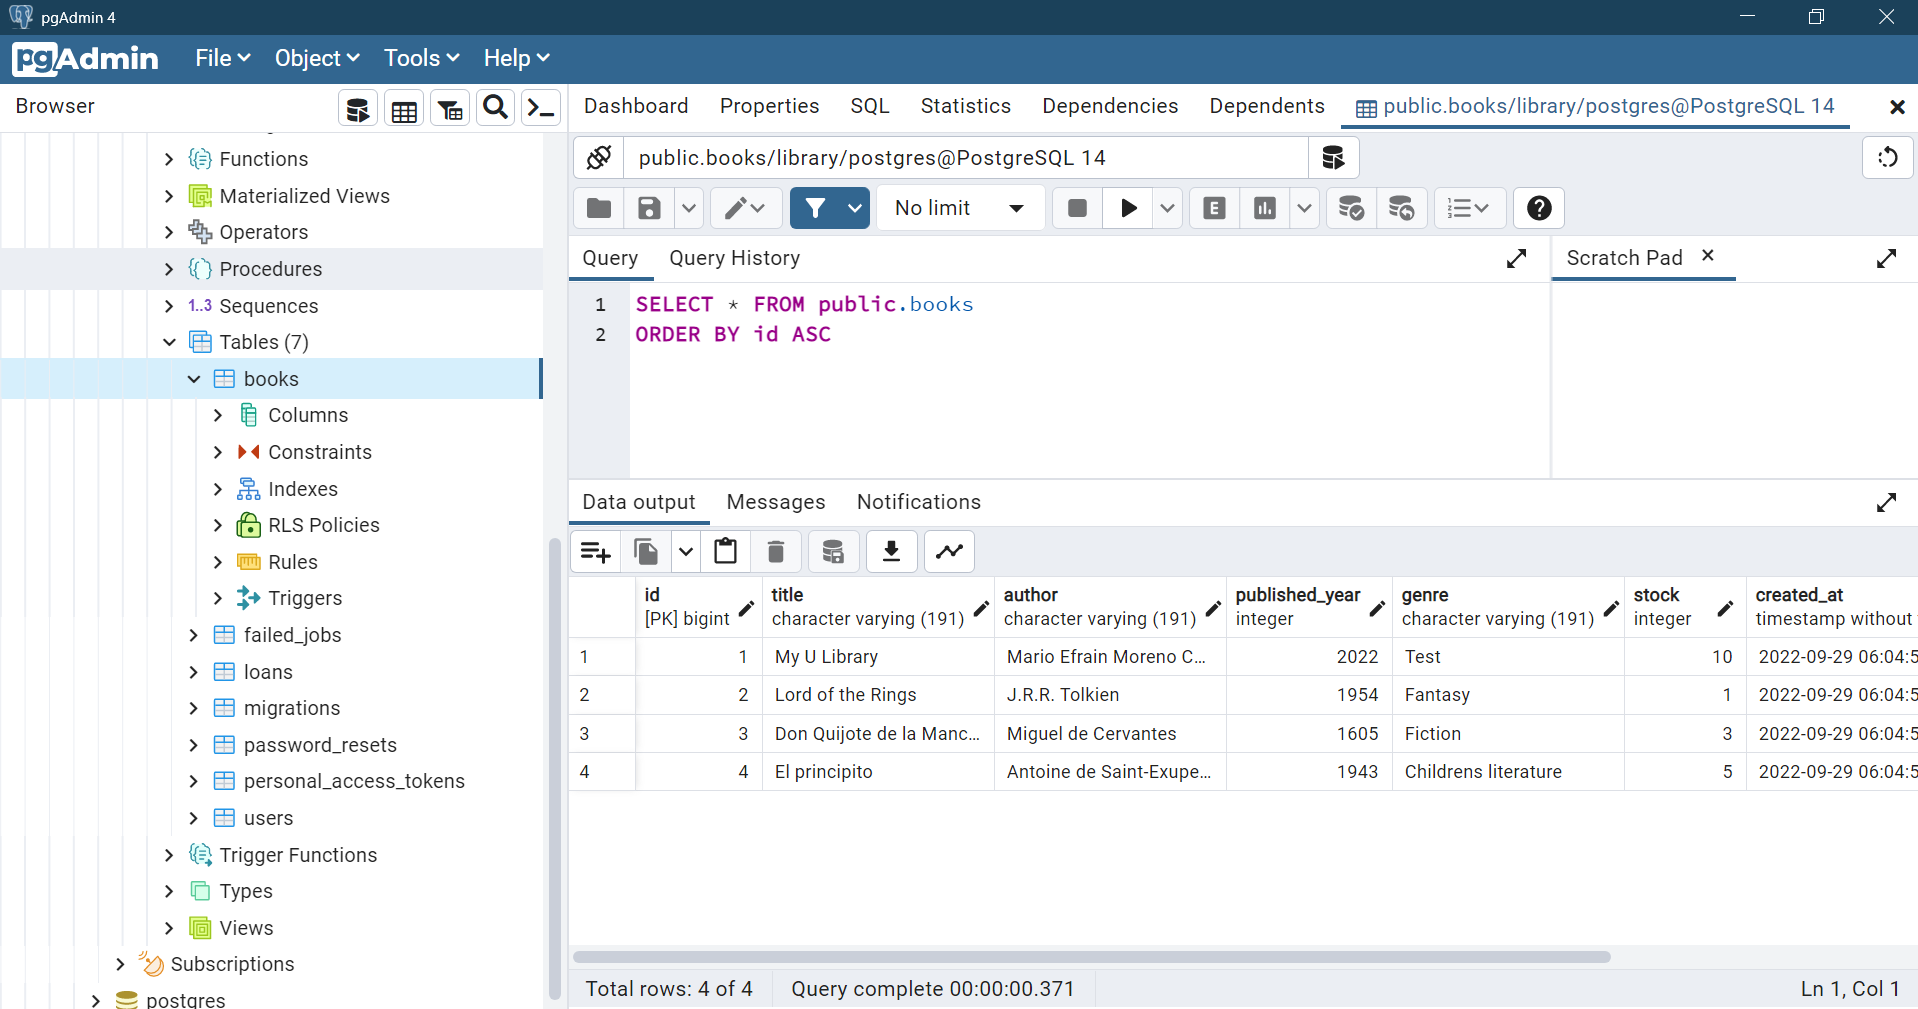 pgAdmin 4
pgAdmin File Object Tools Help
Browser
Functions
Materialized Views
Operators
Procedures
1..3 Sequences
Tables (7)
books
Columns
Constraints
Indexes
RLS Policies
Rules
Triggers
failed_jobs
loans
migrations
password_resets
personal_access_tokens
users
Trigger Functions
Types
Views
Subscriptions
postgres
Dashboard Properties SQL Statistics Dependencies Dependents public.books/library/postgres@PostgreSQL 14
public.books/library/postgres@PostgreSQL 14
No limit E
Query Query History Scratch Pad
1 SELECT * FROM public.books
2 ORDER BY id ASC
Data output Messages Notifications
id title author published_year genre stock created_at
[PK] bigint character varying (191) character varying (191) integer character varying (191) integer timestamp without
1 1 My U Library Mario Efrain Moreno C... 2022 Test 10 2022-09-29 06:04:5
2 2 Lord of the Rings J.R.R. Tolkien 1954 Fantasy 1 2022-09-29 06:04:5
3 3 Don Quijote de la Manc... Miguel de Cervantes 1605 Fiction 3 2022-09-29 06:04:5
4 4 El principito Antoine de Saint-Exupe... 1943 Childrens literature 5 2022-09-29 06:04:5
Total rows: 4 of 4 Query complete 00:00:00.371 Ln 1, Col 1